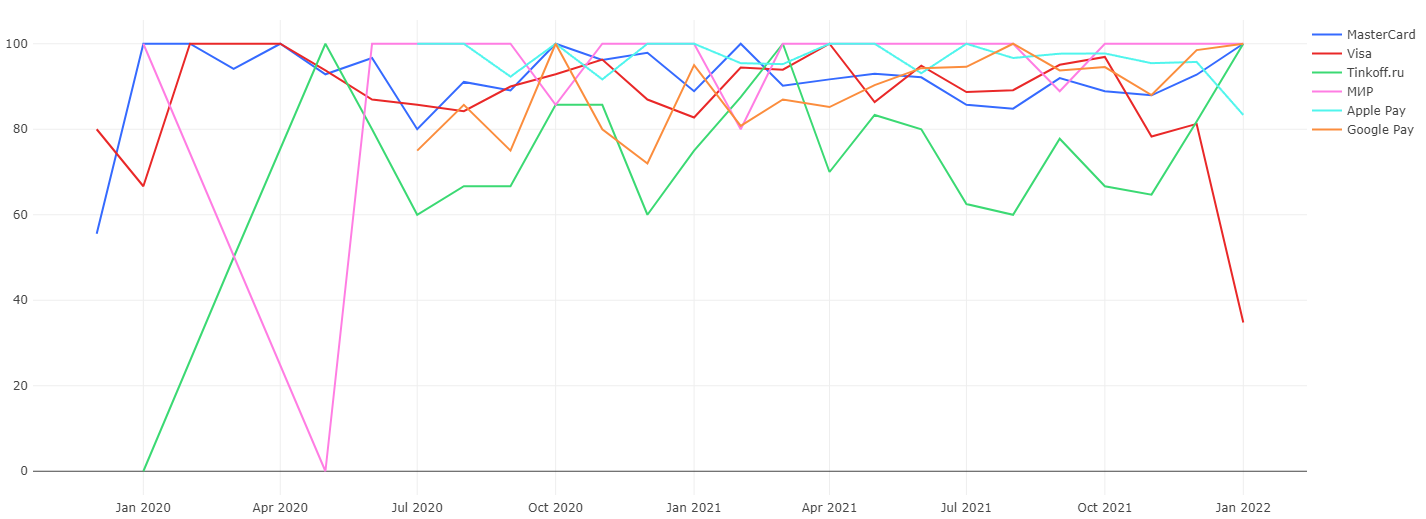 100
80
60
40
20
0
Jan 2020
Apr 2020
Jul 2020
Oct 2020
Jan 2021
Apr 2021
Jul 2021
Oct 2021
Jan 2022
MasterCard
Visa
Tinkoff.ru
МИР
Apple Pay
Google Pay